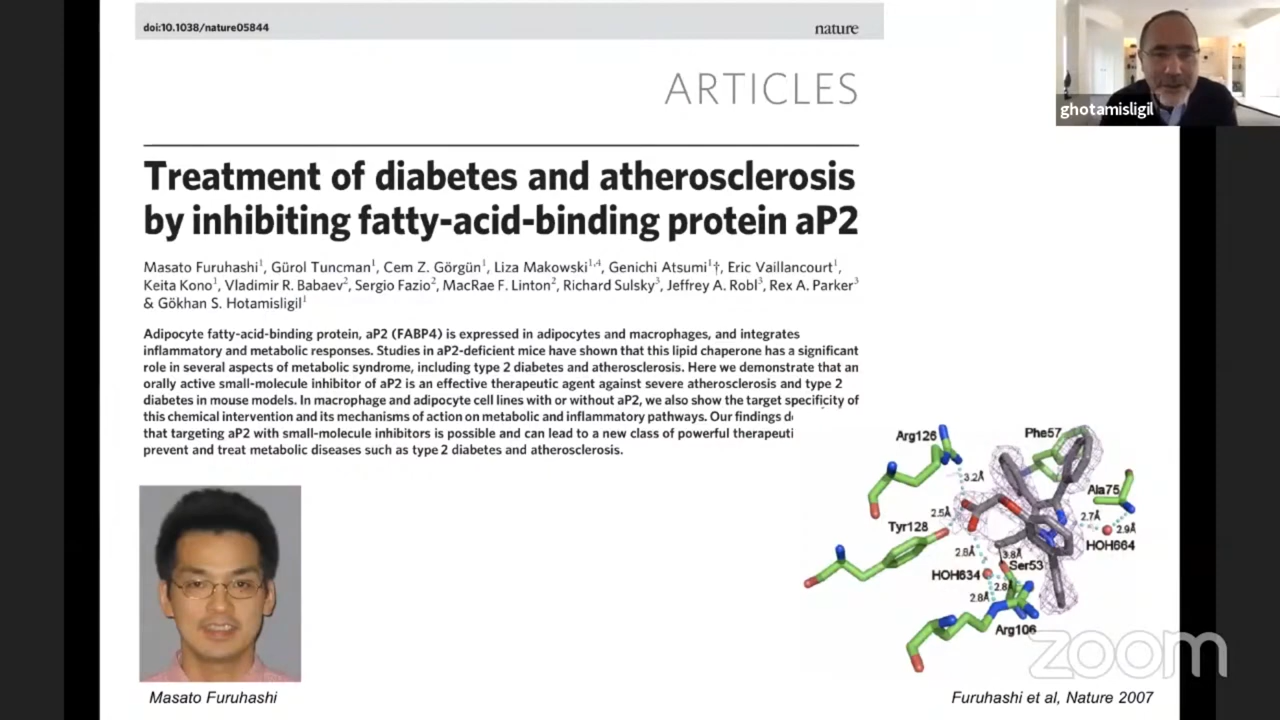 doi:10.1038/nature05844
nature
ghotamisligil
ARTICLES
Treatment of diabetes and atherosclerosis
by inhibiting fatty-acid-binding protein aP2
Masato Furuhashi¹, Gürol Tuncman¹, Cem Z. Görgün¹, Liza Makowski¹,⁴, Genichi Atsumi¹†, Eric Vaillancourt¹,
Keita Kono¹, Vladimir R. Babaev², Sergio Fazio², MacRae F. Linton², Richard Sulsky³, Jeffrey A. Robl³, Rex A. Parker³
& Gökhan S. Hotamisligil¹
Adipocyte fatty-acid-binding protein, aP2 (FABP4) is expressed in adipocytes and macrophages, and integrates
inflammatory and metabolic responses. Studies in aP2-deficient mice have shown that this lipid chaperone has a significant
role in several aspects of metabolic syndrome, including type 2 diabetes and atherosclerosis. Here we demonstrate that an
orally active small-molecule inhibitor of aP2 is an effective therapeutic agent against severe atherosclerosis and type 2
diabetes in mouse models. In macrophage and adipocyte cell lines with or without aP2, we also show the target specificity of
this chemical intervention and its mechanisms of action on metabolic and inflammatory pathways. Our findings
that targeting aP2 with small-molecule inhibitors is possible and can lead to a new class of powerful therapeuti
prevent and treat metabolic diseases such as type 2 diabetes and atherosclerosis.
Arg126
Phe57
3.2Å
Ala75
2.5Å
2.7Å
Tyr128
2.9Å
HOH664
2.8Å
3.8Å
Ser53
HOH634
2.8
2.8Å
Arg106
zoom
Masato Furuhashi
Furuhashi et al, Nature 2007